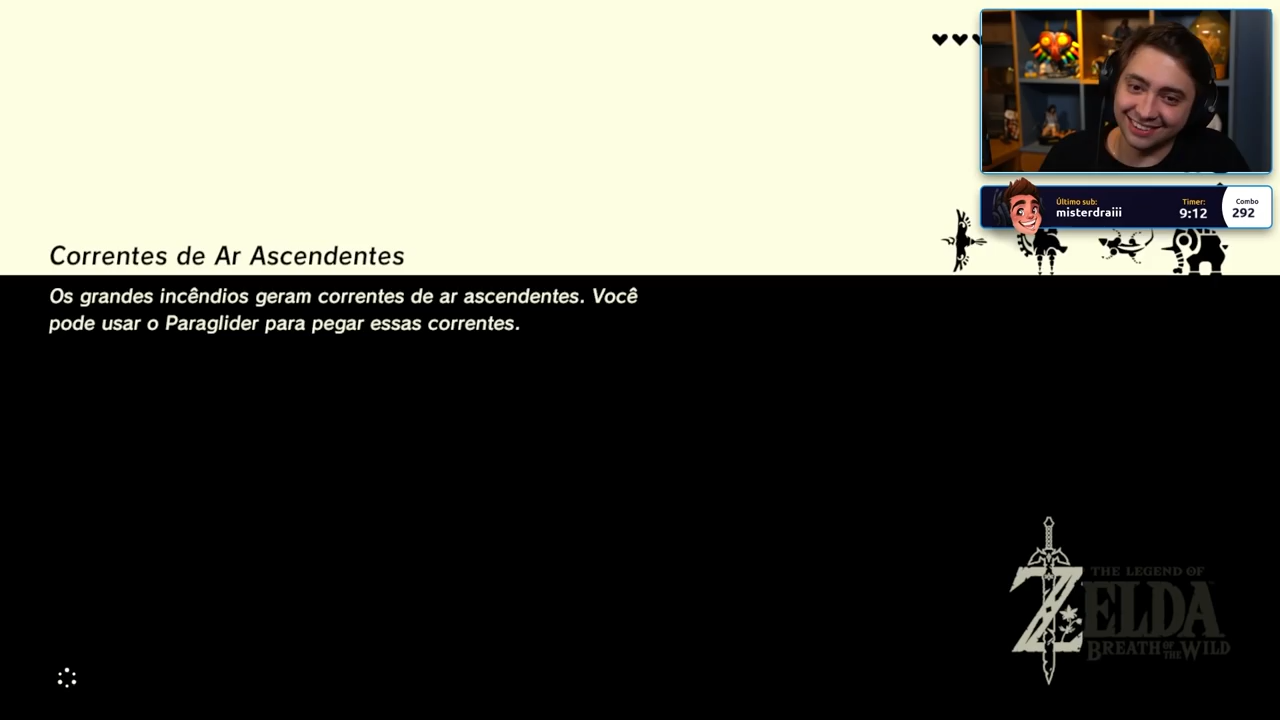 Último sub:
misterdraiii
Timer:
9:12
Combo
292
Correntes de Ar Ascendentes
Os grandes incêndios geram correntes de ar ascendentes. Você
pode usar o Paraglider para pegar essas correntes.
THE LEGEND OF
ZELDA
BREATH OF THE WILD